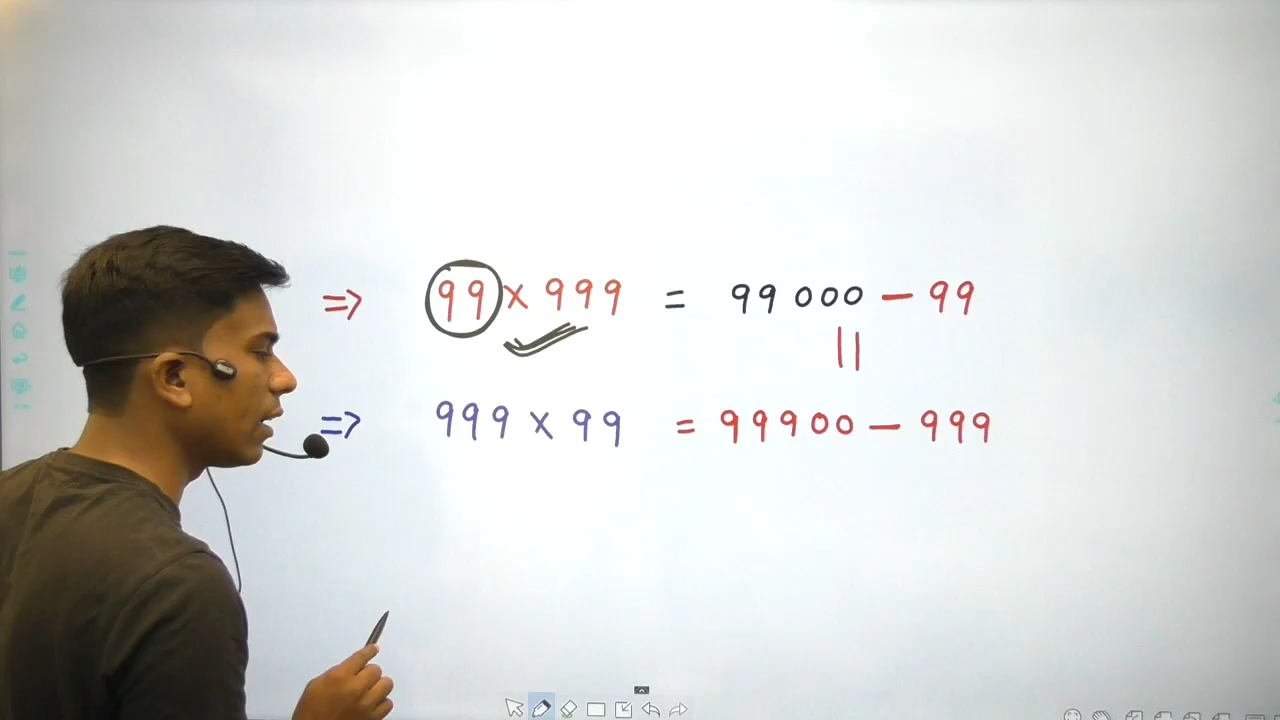 ⇒ 99 × 999 = 99000 - 99
||
⇒ 999 × 99 = 99900 - 999